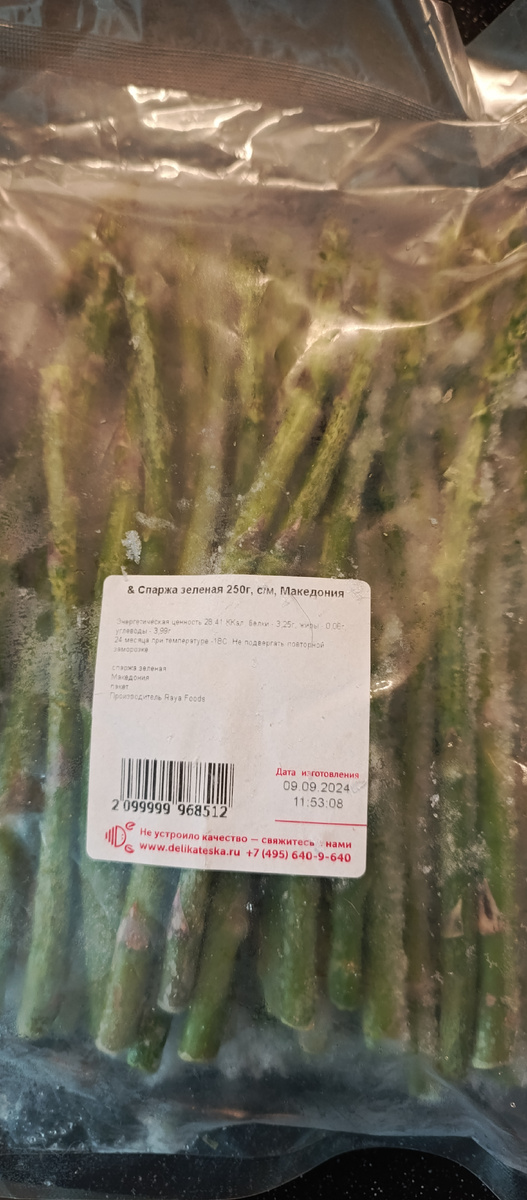 & Спаржа зеленая 250г, с/м, Македония
Энергетическая ценность 28.41 ККал. Белки - 3,25г, жиры - 0,06г
углеводы - 3,99г
24 месяца при температуре -18С. Не подвергать повторной
заморозке
спаржа зеленая
Македония
пакет
Производитель: Raya Foods
Дата изготовления
09.09.2024
11:53:08
2 099999 968512
Не устроило качество — свяжитесь с нами
www.delikateska.ru +7 (495) 640-9-640